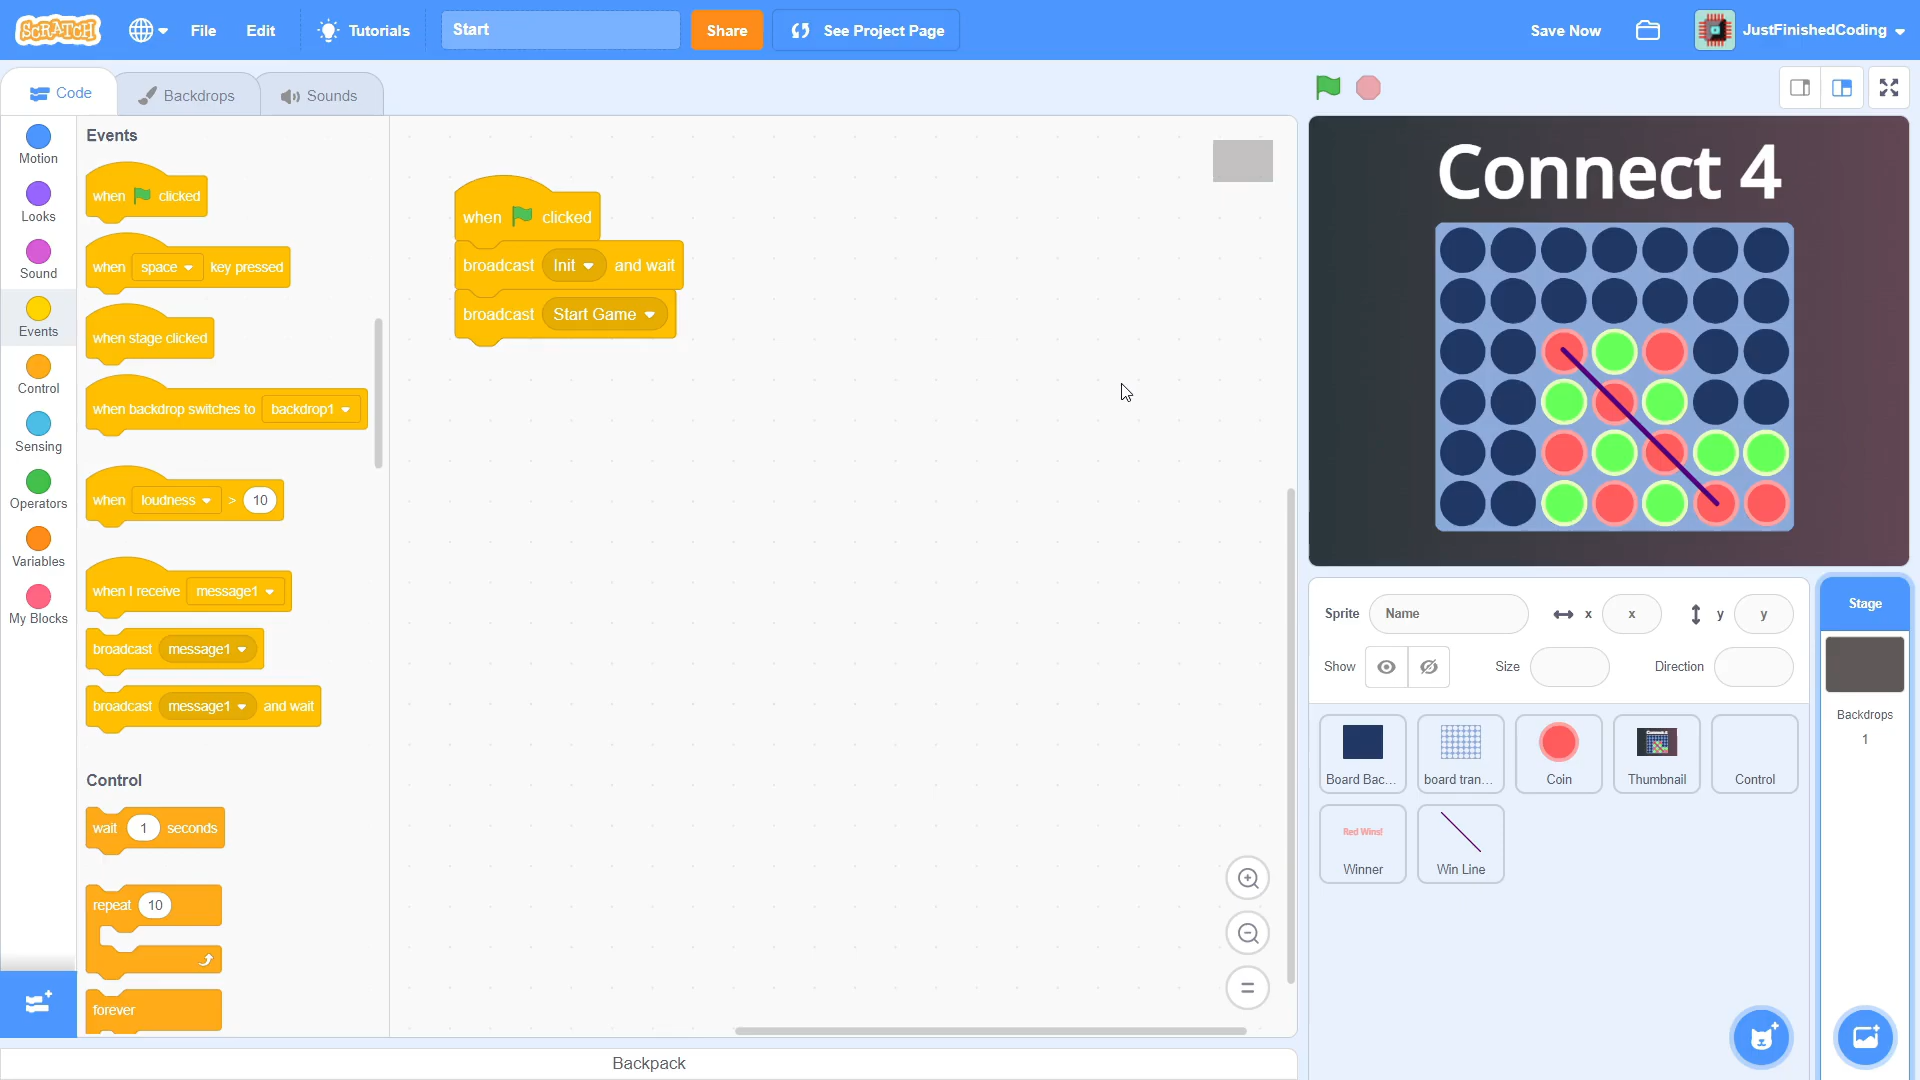 SCRATCH
File
Edit
Tutorials
Start
Share
See Project Page
Save Now
JustFinishedCoding
Code
Backdrops
Sounds
Motion
Looks
Sound
Events
Control
Sensing
Operators
Variables
My Blocks
Events
when clicked
when space key pressed
when stage clicked
when backdrop switches to backdrop1
when loudness > 10
when I receive message1
broadcast message1
broadcast message1 and wait
Control
wait 1 seconds
repeat 10
forever
when clicked
broadcast Init and wait
broadcast Start Game
Backpack
Connect 4
Sprite Name x x y y
Show Size Direction
Board Bac...
board tran...
Coin
Thumbnail
Control
Red Wins!
Winner
Win Line
Stage
Backdrops
1